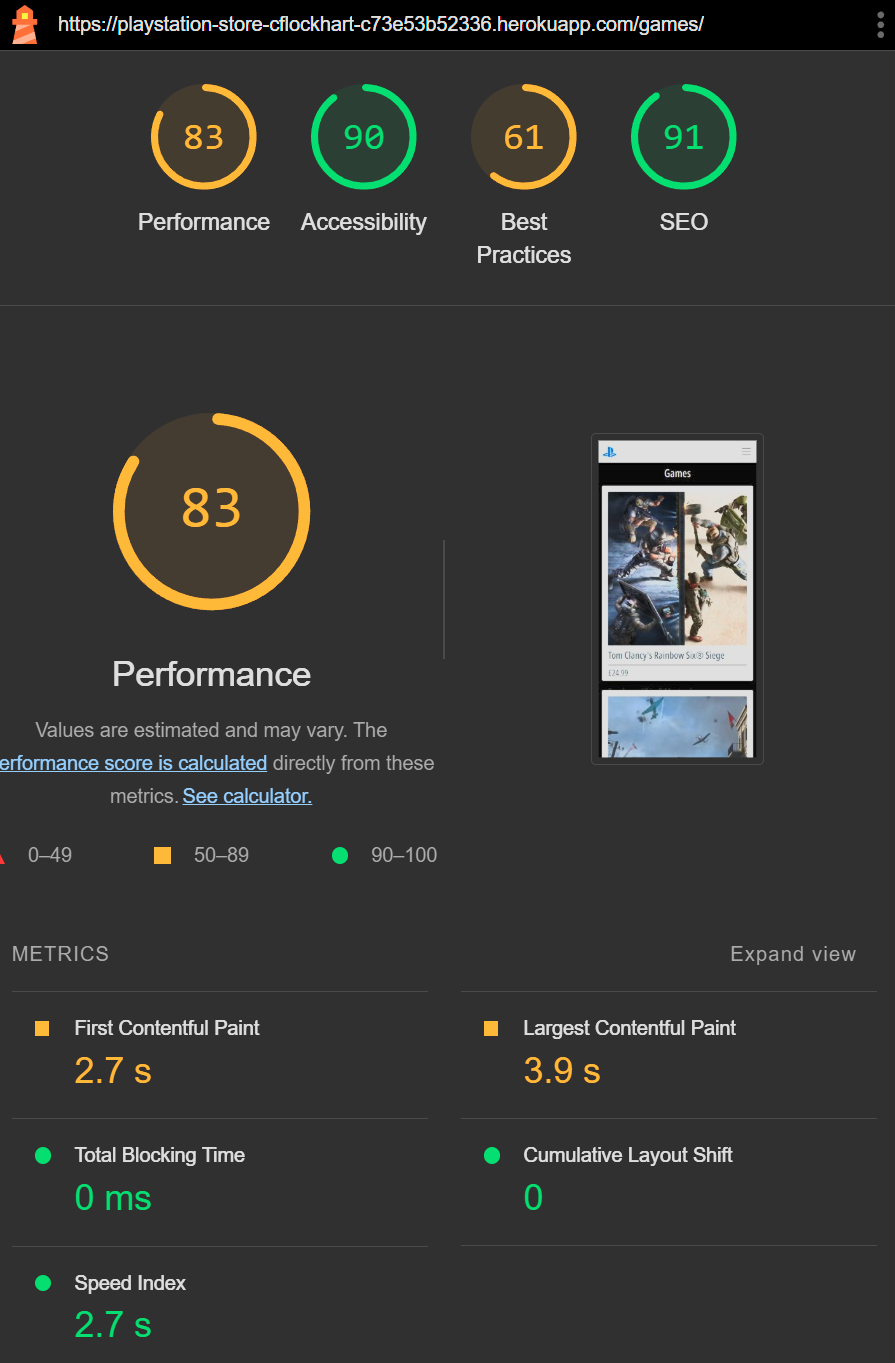 https://playstation-store-cflockhart-c73e53b52336.herokuapp.com/games/
83
90
61
91
Performance
Accessibility
Best
Practices
SEO
83
Performance
Values are estimated and may vary. The
erformance score is calculated directly from these
metrics. See calculator.
0–49
50–89
90–100
Games
Tom Clancy's Rainbow Six® Siege
£24.99
METRICS
Expand view
First Contentful Paint
2.7 s
Largest Contentful Paint
3.9 s
Total Blocking Time
0 ms
Cumulative Layout Shift
0
Speed Index
2.7 s